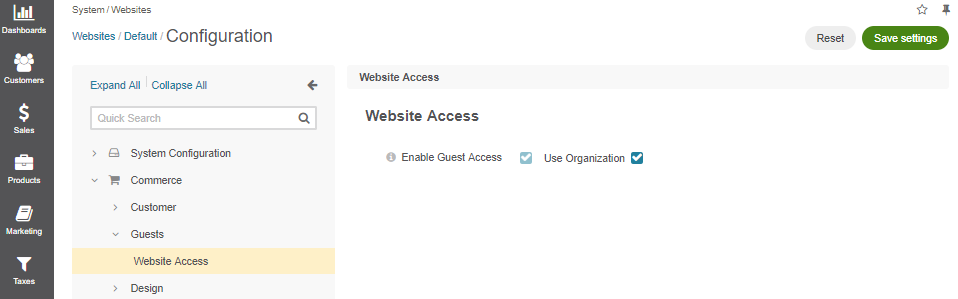 Dashboards
Customers
Sales
Products
Marketing
Taxes
System / Websites
Websites / Default / Configuration
Reset
Save settings
Expand All
Collapse All
Quick Search
System Configuration
Commerce
Customer
Guests
Website Access
Design
Website Access
Website Access
Enable Guest Access
Use Organization